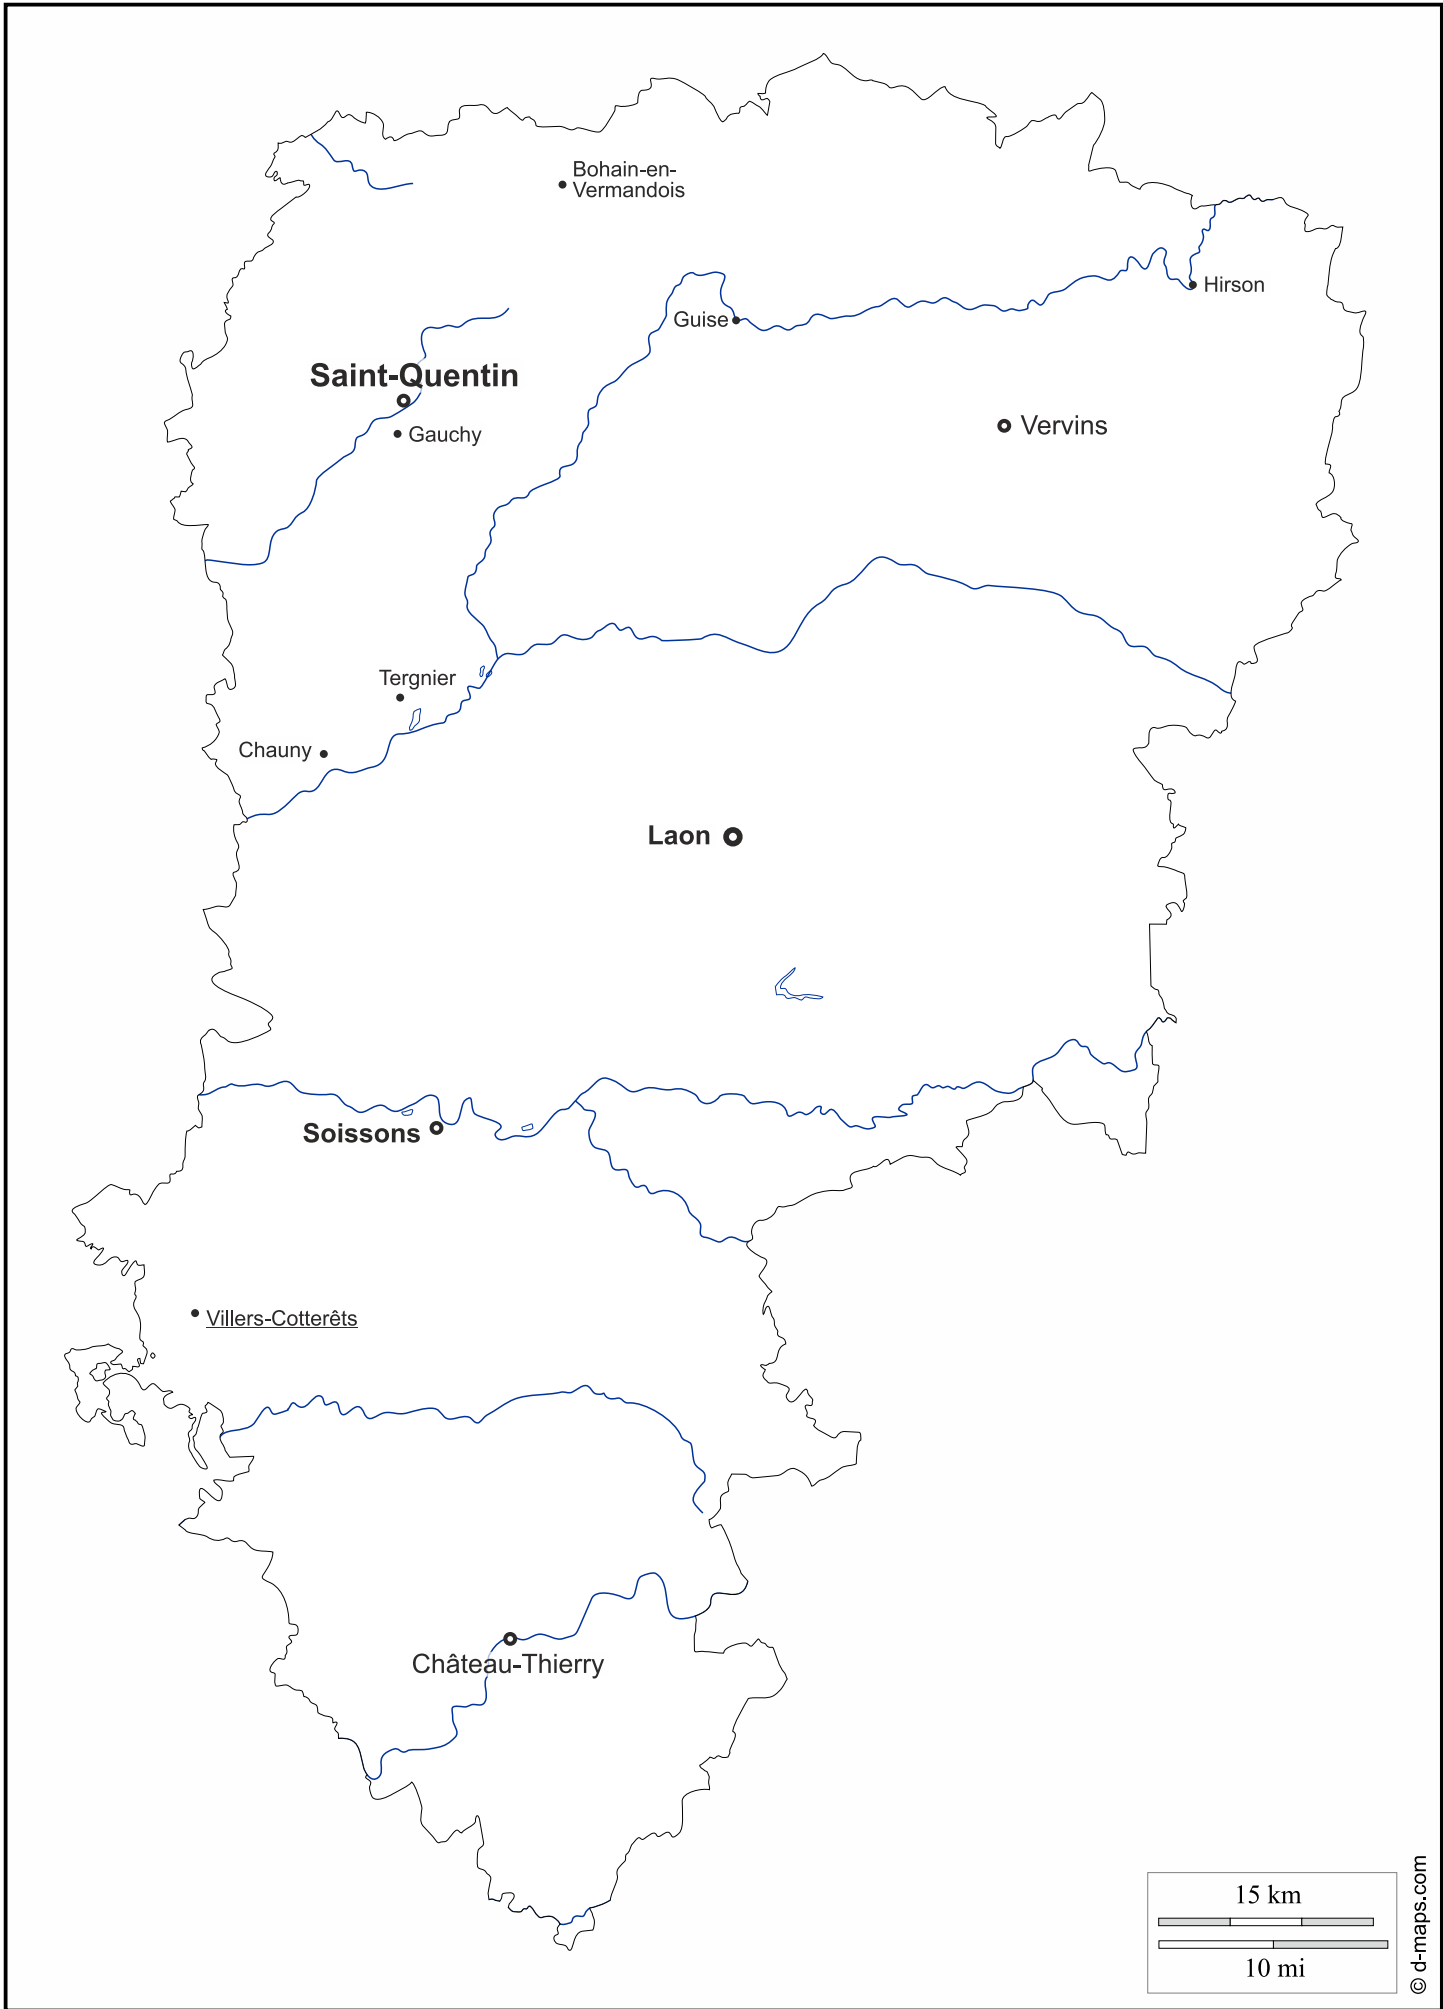 Bohain-en-
Vermandois
Hirson
Guise
Saint-Quentin
Gauchy
Vervins
Tergnier
Chauny
Laon
Soissons
Villers-Cotterêts
Château-Thierry
15 km
10 mi
© d-maps.com